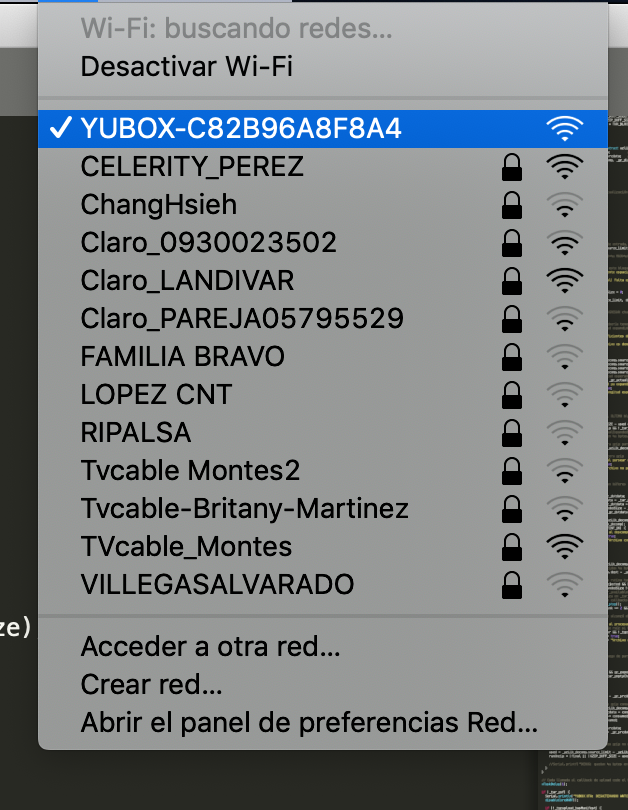 Wi-Fi: buscando redes...
Desactivar Wi-Fi
YUBOX-C82B96A8F8A4
CELERITY_PEREZ
ChangHsieh
Claro_0930023502
Claro_LANDIVAR
Claro_PAREJA05795529
FAMILIA BRAVO
LOPEZ CNT
RIPALSA
Tvcable Montes2
Tvcable-Britany-Martinez
TVcable_Montes
VILLEGASALVARADO
ze)
Acceder a otra red...
Crear red...
Abrir el panel de preferencias Red...